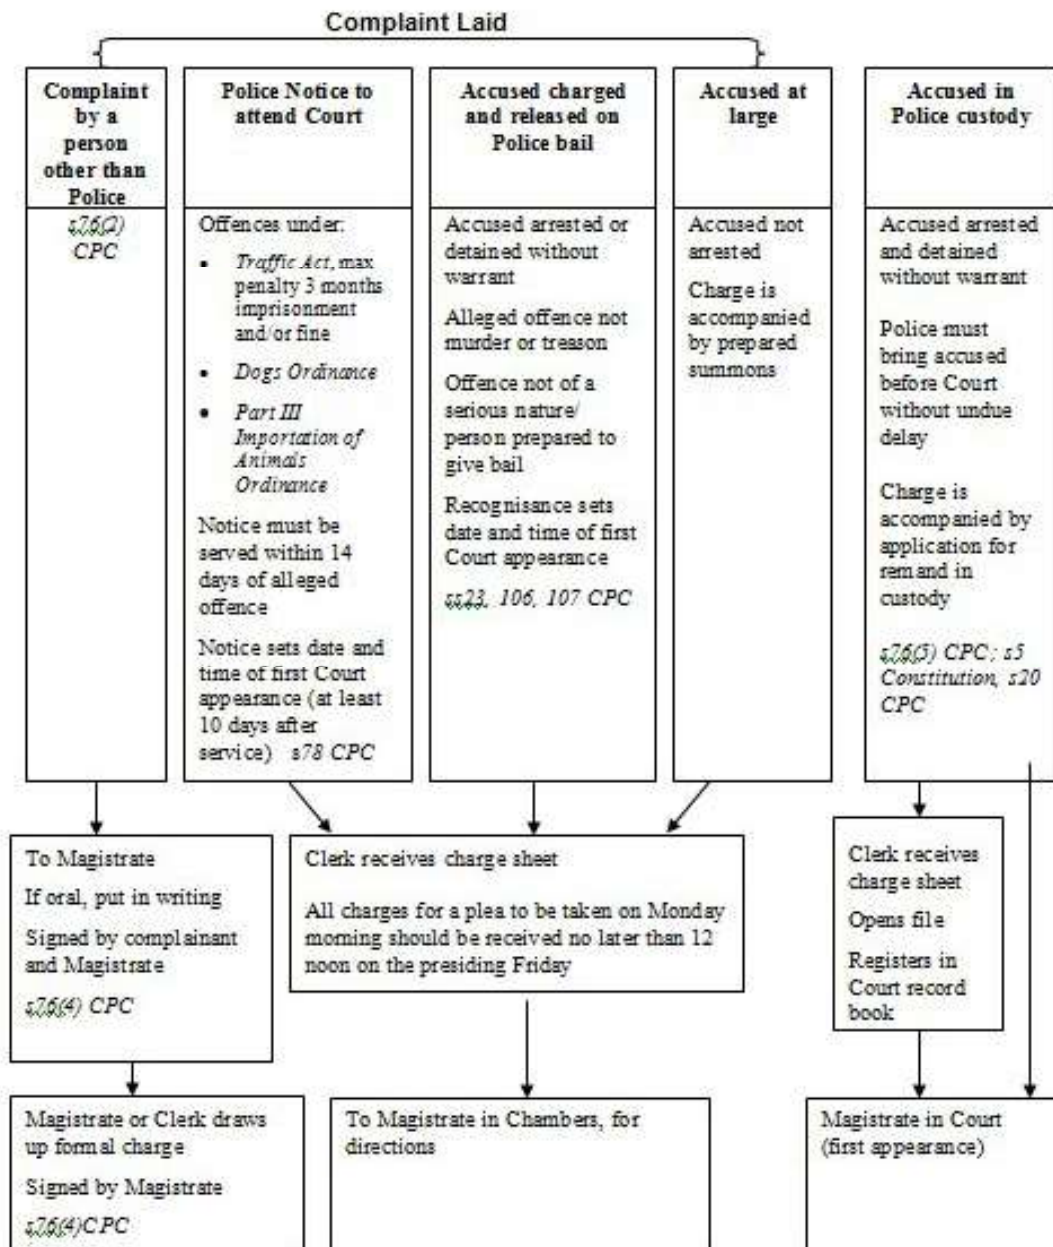 Complaint Laid
Complaint
by a
person
other than
Police
s76(2)
CPC
Police Notice to
attend Court
Offences under:
• Traffic Act, max
penalty 3 months
imprisonment
and/or fine
• Dogs Ordinance
• Part III
Importation of
Animals
Ordinance
Notice must be
served within 14
days of alleged
offence
Notice sets date and
time of first Court
appearance (at least
10 days after
service) s78 CPC
Accused charged
and released on
Police bail
Accused arrested or
detained without
warrant
Alleged offence not
murder or treason
Offence not of a
serious nature/
person prepared to
give bail
Recognisance sets
date and time of first
Court appearance
ss23, 106, 107 CPC
Accused at
large
Accused not
arrested
Charge is
accompanied
by prepared
summons
Accused in
Police custody
Accused arrested
and detained
without warrant
Police must
bring accused
before Court
without undue
delay
Charge is
accompanied by
application for
remand in
custody
s76(5) CPC; s5
Constitution, s20
CPC
To Magistrate
If oral, put in writing
Signed by complainant
and Magistrate
s76(4) CPC
Clerk receives charge sheet
All charges for a plea to be taken on Monday
morning should be received no later than 12
noon on the presiding Friday
Clerk receives
charge sheet
Opens file
Registers in
Court record
book
Magistrate or Clerk draws
up formal charge
Signed by Magistrate
s76(4)CPC
To Magistrate in Chambers, for
directions
Magistrate in Court
(first appearance)